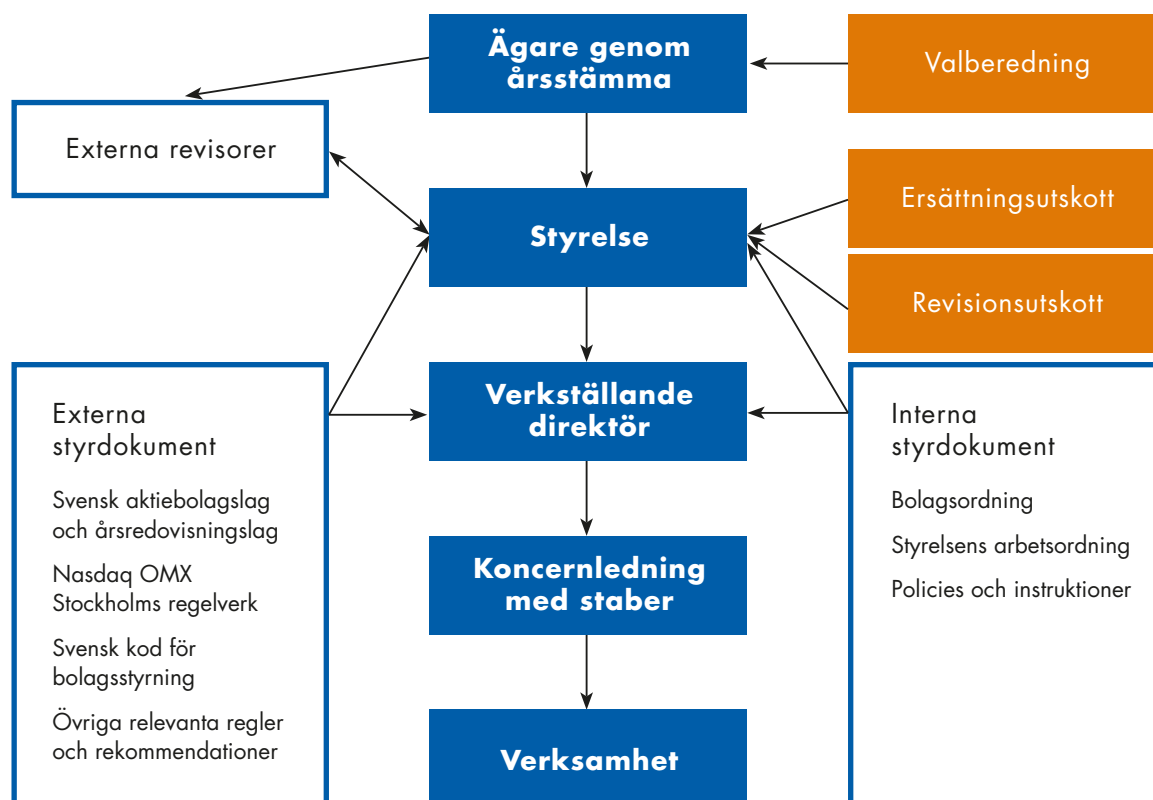 Ägare genom
årsstämma
Valberedning
Externa revisorer
Ersättningsutskott
Styrelse
Revisionsutskott
Verkställande
direktör
Externa
styrdokument
Svensk aktiebolagslag
och årsredovisningslag
Nasdaq OMX
Stockholms regelverk
Svensk kod för
bolagsstyrning
Övriga relevanta regler
och rekommendationer
Interna
styrdokument
Bolagsordning
Styrelsens arbetsordning
Policies och instruktioner
Koncernledning
med staber
Verksamhet